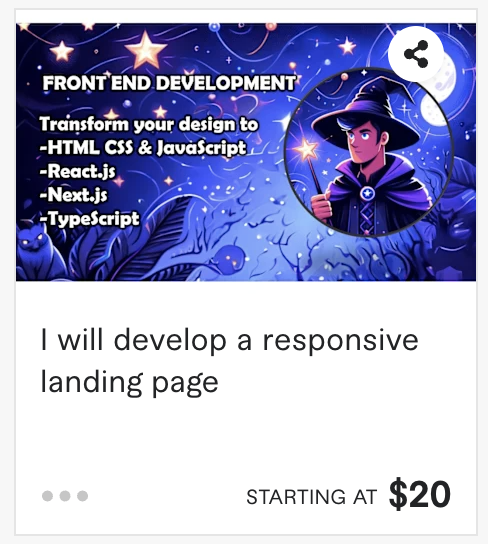 FRONT END DEVELOPMENT
Transform your design to
-HTML CSS & JavaScript
-React.js
-Next.js
-TypeScript
I will develop a responsive
landing page
STARTING AT $20